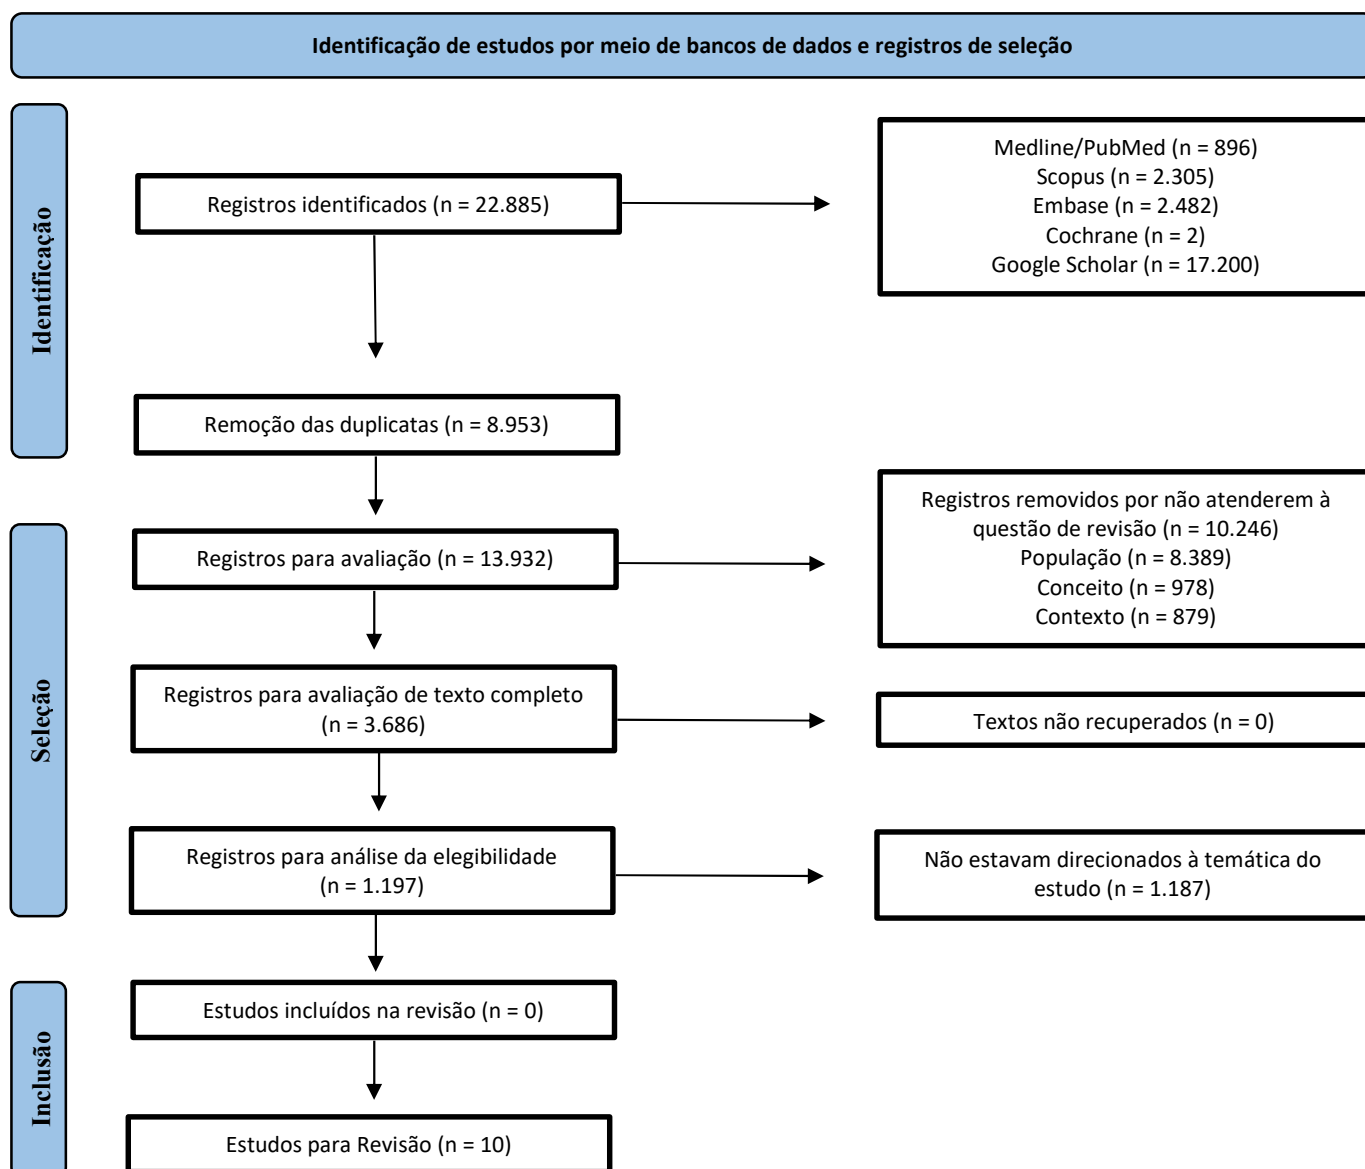 Identificação de estudos por meio de bancos de dados e registros de seleção
Identificação
Registros identificados (n = 22.885)
Medline/PubMed (n = 896)
Scopus (n = 2.305)
Embase (n = 2.482)
Cochrane (n = 2)
Google Scholar (n = 17.200)
Remoção das duplicatas (n = 8.953)
Seleção
Registros para avaliação (n = 13.932)
Registros removidos por não atenderem à
questão de revisão (n = 10.246)
População (n = 8.389)
Conceito (n = 978)
Contexto (n = 879)
Registros para avaliação de texto completo
(n = 3.686)
Textos não recuperados (n = 0)
Registros para análise da elegibilidade
(n = 1.197)
Não estavam direcionados à temática do
estudo (n = 1.187)
Inclusão
Estudos incluídos na revisão (n = 0)
Estudos para Revisão (n = 10)